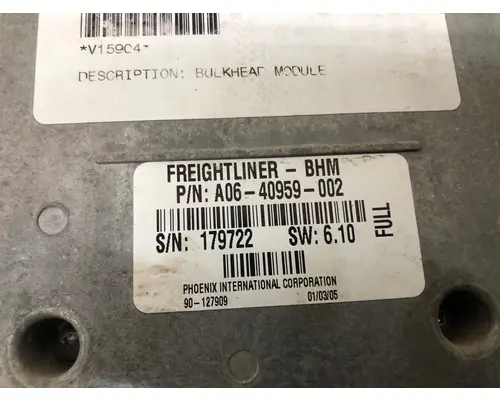 *V15904*
DESCRIPTION: BULKHEAD MODULE
FREIGHTLINER - BHM
P/N: A06-40959-002
S/N: 179722 SW: 6.10
FULL
PHOENIX INTERNATIONAL CORPORATION
90-127909 01/03/05